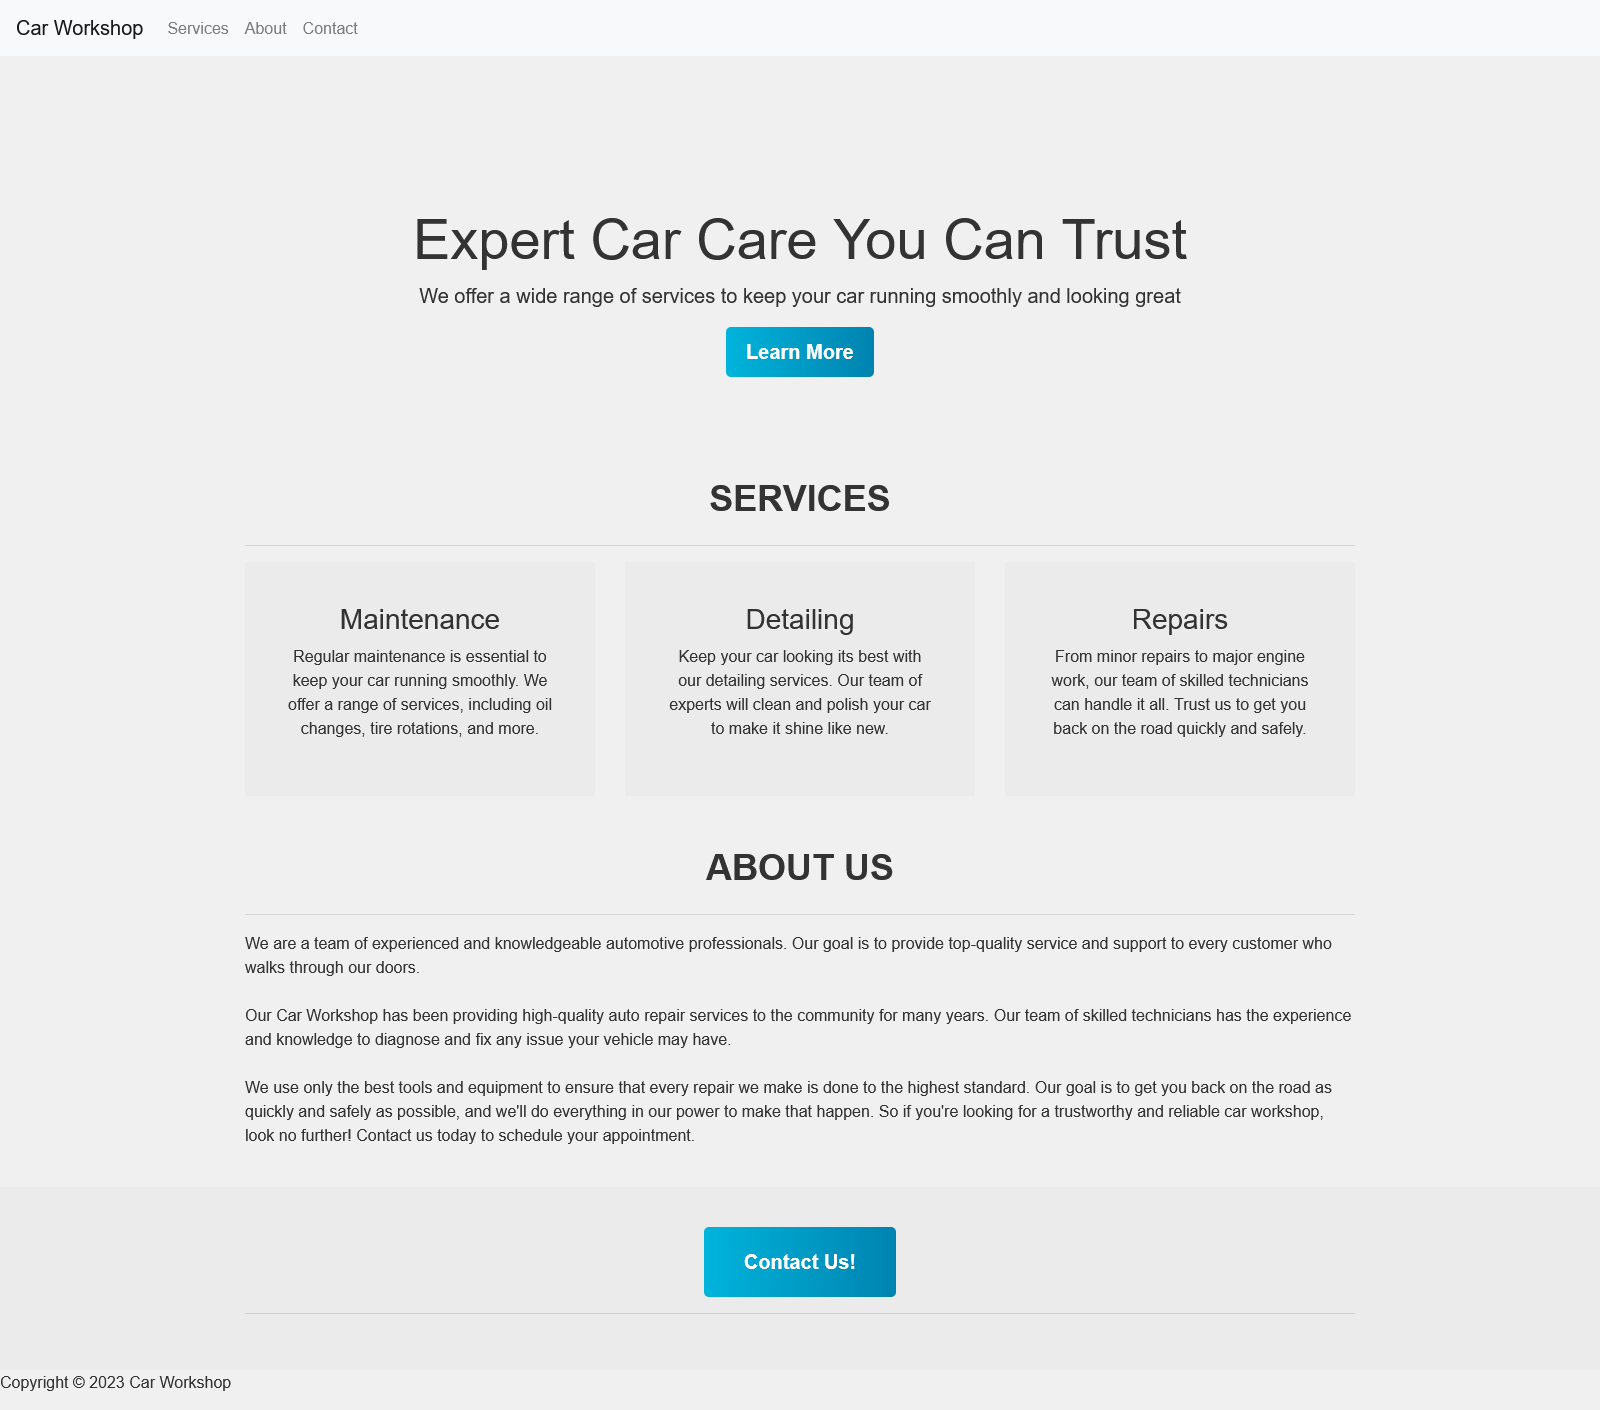 Car Workshop Services About Contact
Expert Car Care You Can Trust
We offer a wide range of services to keep your car running smoothly and looking great
Learn More
SERVICES
Maintenance
Regular maintenance is essential to
keep your car running smoothly. We
offer a range of services, including oil
changes, tire rotations, and more.
Detailing
Keep your car looking its best with
our detailing services. Our team of
experts will clean and polish your car
to make it shine like new.
Repairs
From minor repairs to major engine
work, our team of skilled technicians
can handle it all. Trust us to get you
back on the road quickly and safely.
ABOUT US
We are a team of experienced and knowledgeable automotive professionals. Our goal is to provide top-quality service and support to every customer who
walks through our doors.
Our Car Workshop has been providing high-quality auto repair services to the community for many years. Our team of skilled technicians has the experience
and knowledge to diagnose and fix any issue your vehicle may have.
We use only the best tools and equipment to ensure that every repair we make is done to the highest standard. Our goal is to get you back on the road as
quickly and safely as possible, and we'll do everything in our power to make that happen. So if you're looking for a trustworthy and reliable car workshop,
look no further! Contact us today to schedule your appointment.
Contact Us!
Copyright © 2023 Car Workshop